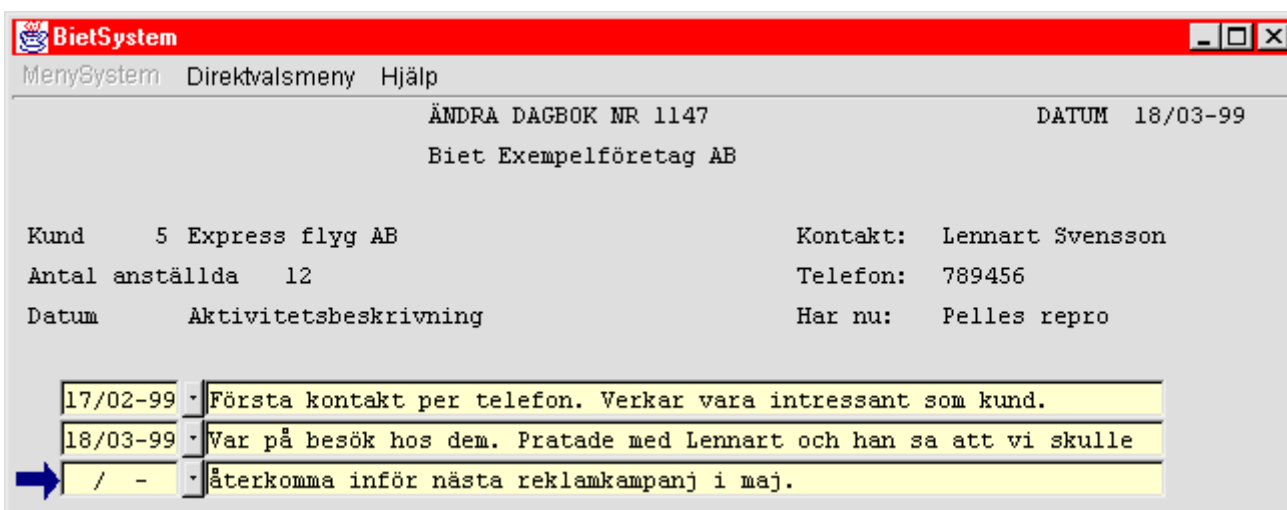 BietSystem
MenySystem Direktvalsmeny Hjälp
ÄNDRA DAGBOK NR 1147 DATUM 18/03-99
Biet Exempelföretag AB
Kund 5 Express flyg AB Kontakt: Lennart Svensson
Antal anställda 12 Telefon: 789456
Datum Aktivitetsbeskrivning Har nu: Pelles repro
17/02-99 Första kontakt per telefon. Verkar vara intressant som kund.
18/03-99 Var på besök hos dem. Pratade med Lennart och han sa att vi skulle
/ - återkomma inför nästa reklamkampanj i maj.